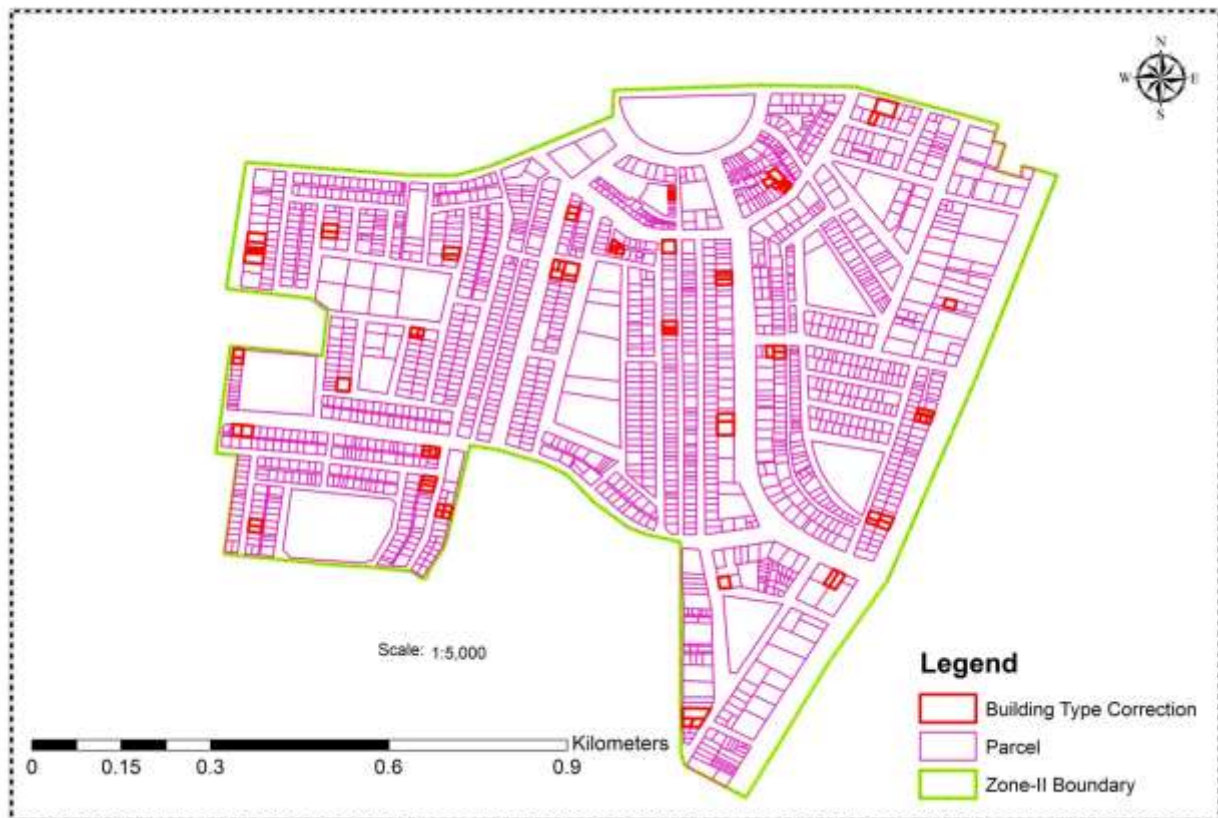 N
W E
S
Scale: 1:5,000
Legend
Building Type Correction
Parcel
Zone-II Boundary
Kilometers
0 0.15 0.3 0.6 0.9